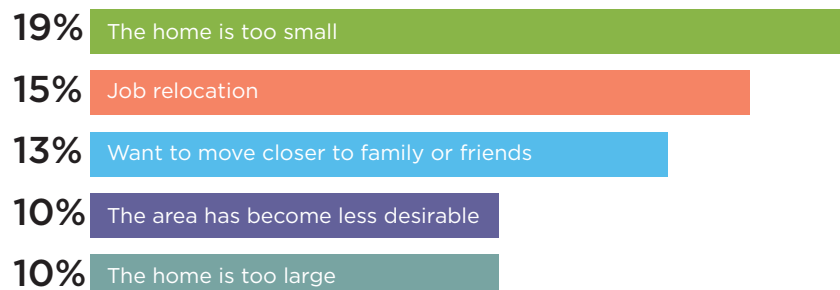 19% The home is too small
15% Job relocation
13% Want to move closer to family or friends
10% The area has become less desirable
10% The home is too large